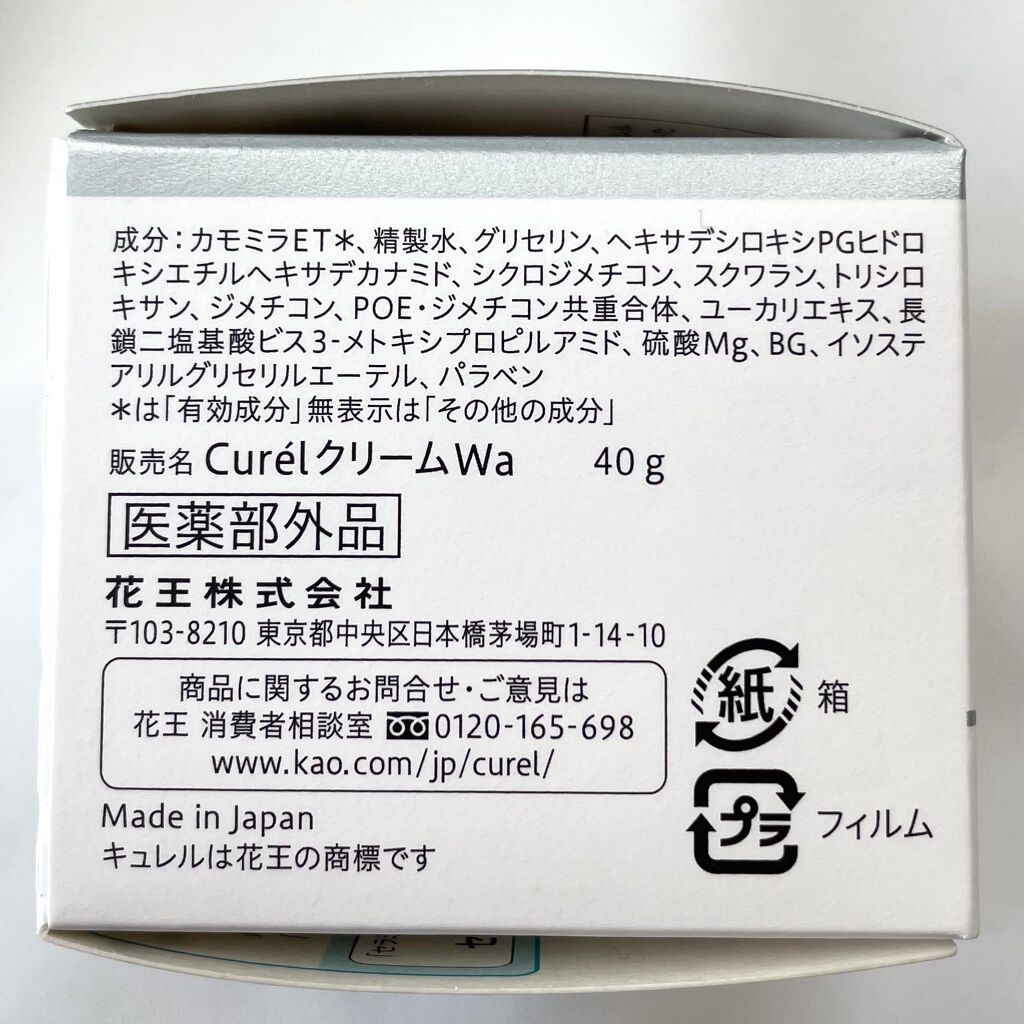 成分：カモミラET＊、精製水、グリセリン、ヘキサデシロキシPGヒドロ
キシエチルヘキサデカナミド、シクロジメチコン、スクワラン、トリシロ
キサン、ジメチコン、POE・ジメチコン共重合体、ユーカリエキス、長
鎖二塩基酸ビス3-メトキシプロピルアミド、硫酸Mg、BG、イソステ
アリルグリセリルエーテル、パラベン
＊は「有効成分」無表示は「その他の成分」
販売名 CurélクリームWa 40 g
医薬部外品
花王株式会社
〒103-8210 東京都中央区日本橋茅場町1-14-10
商品に関するお問合せ・ご意見は
花王 消費者相談室 0120-165-698
www.kao.com/jp/curel/
紙 箱
プラ フィルム
Made in Japan
キュレルは花王の商標です